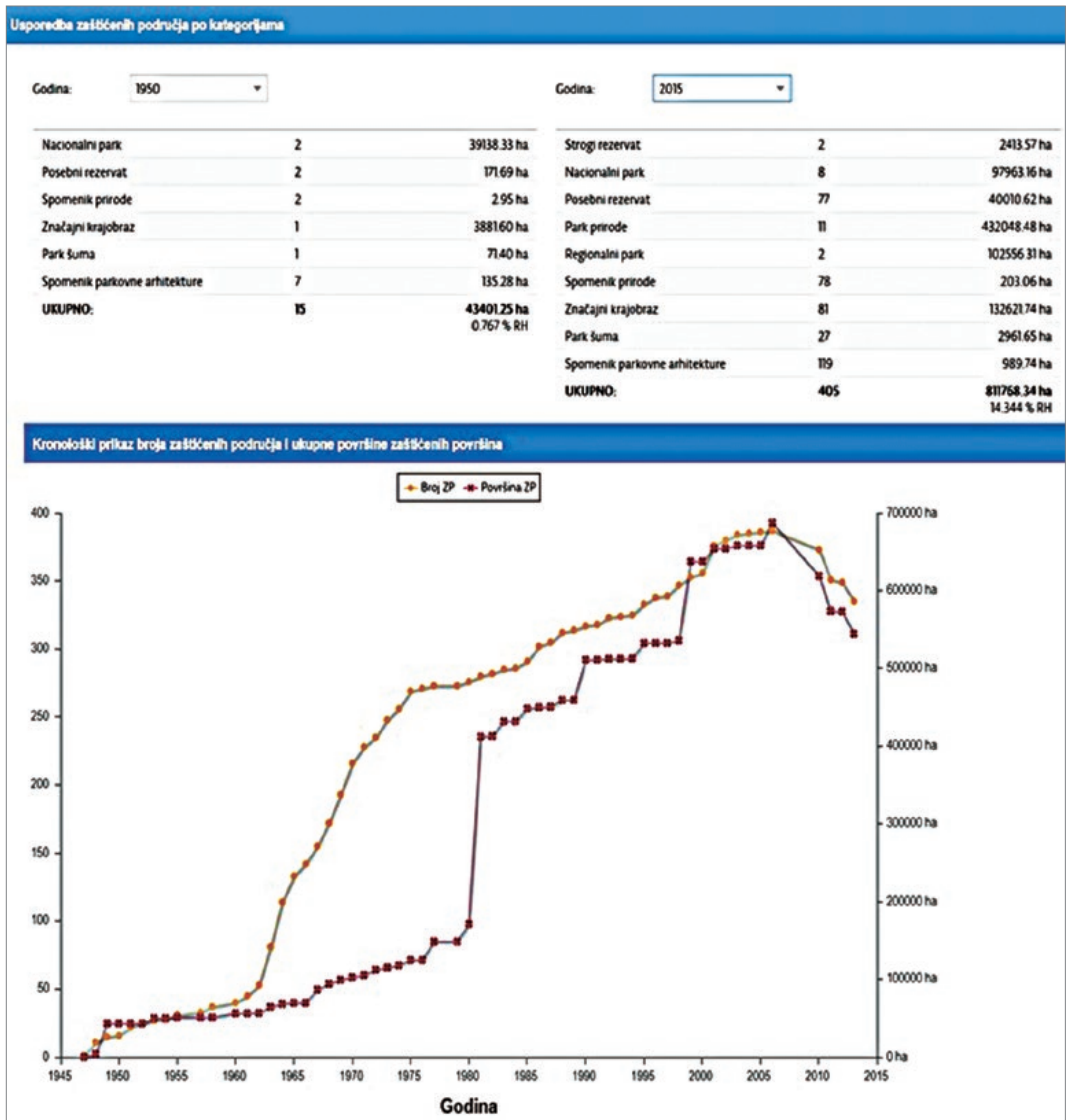 Usporedba zaštićenih područja po kategorijama
Godina: 1950
Nacionalni park 2 39138.33 ha
Posebni rezervat 2 171.69 ha
Spomenik prirode 2 2.95 ha
Značajni krajobraz 1 3881.60 ha
Park šuma 1 71.40 ha
Spomenik parkovne arhitekture 7 135.28 ha
UKUPNO: 15 43401.25 ha
0.767 % RH
Godina: 2015
Strogi rezervat 2 2413.57 ha
Nacionalni park 8 97963.16 ha
Posebni rezervat 77 40010.62 ha
Park prirode 11 432048.48 ha
Regionalni park 2 102556.31 ha
Spomenik prirode 78 203.06 ha
Značajni krajobraz 81 132621.74 ha
Park šuma 27 2961.65 ha
Spomenik parkovne arhitekture 119 989.74 ha
UKUPNO: 405 811768.34 ha
14.344 % RH
Kronološki prikaz broja zaštićenih područja i ukupne površine zaštićenih površina
Broj ZP Površina ZP
400 700000 ha
350 600000 ha
300 500000 ha
250 400000 ha
200 300000 ha
150 200000 ha
100 100000 ha
50
0 0 ha
1945 1950 1955 1960 1965 1970 1975 1980 1985 1990 1995 2000 2005 2010 2015
Godina